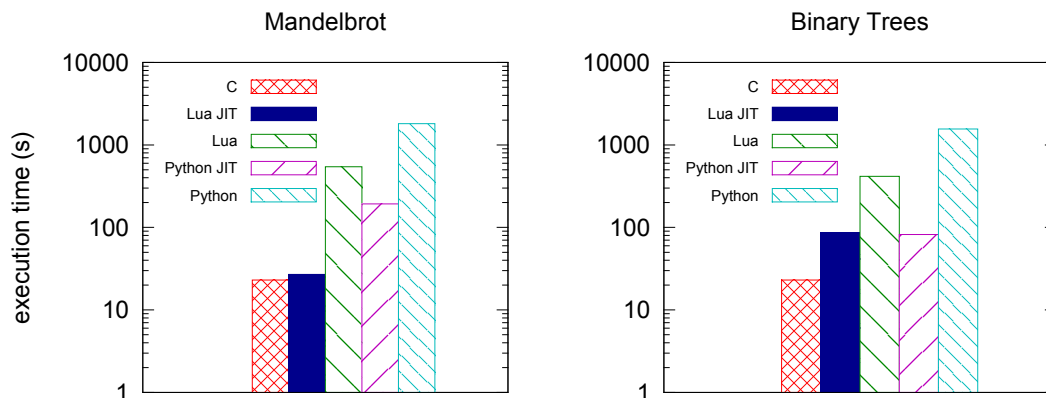 Mandelbrot
execution time (s)
10000
1000
100
10
1
C
Lua JIT
Lua
Python JIT
Python
Binary Trees
10000
1000
100
10
1
C
Lua JIT
Lua
Python JIT
Python